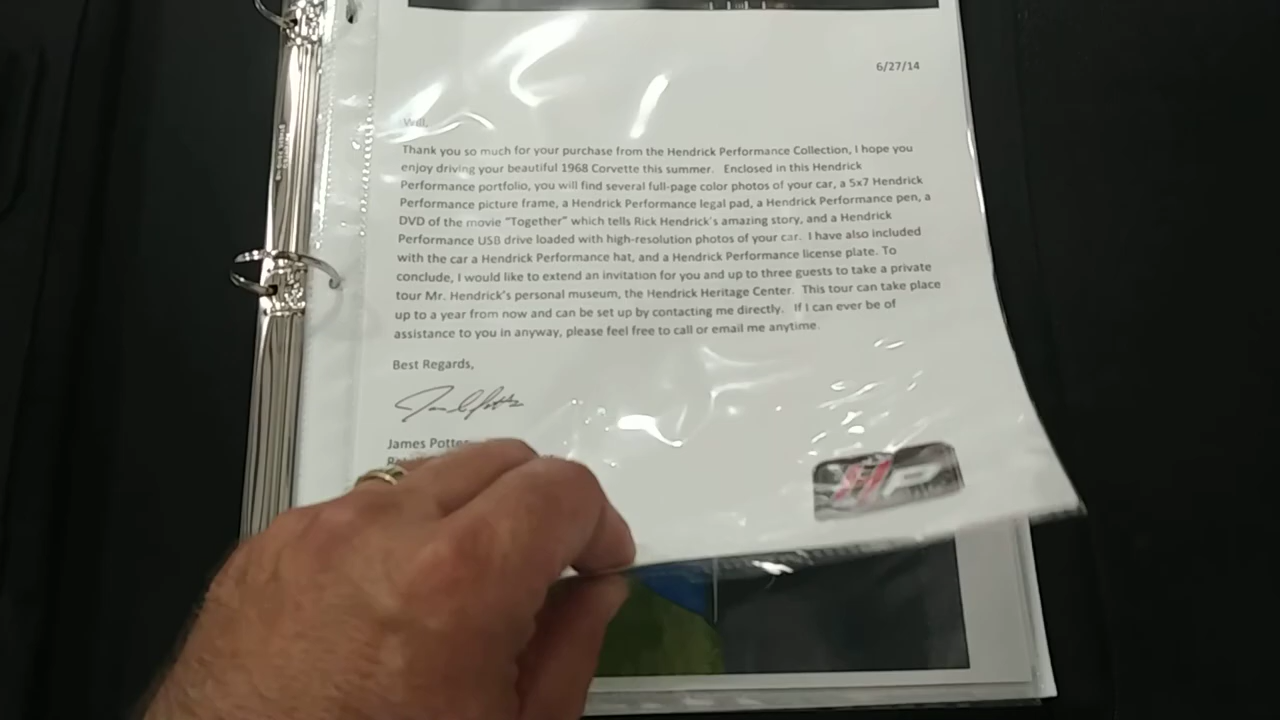 6/27/14
Will,
Thank you so much for your purchase from the Hendrick Performance Collection, I hope you
enjoy driving your beautiful 1968 Corvette this summer. Enclosed in this Hendrick
Performance portfolio, you will find several full-page color photos of your car, a 5x7 Hendrick
Performance picture frame, a Hendrick Performance legal pad, a Hendrick Performance pen, a
DVD of the movie "Together" which tells Rick Hendrick's amazing story, and a Hendrick
Performance USB drive loaded with high-resolution photos of your car. I have also included
with the car a Hendrick Performance hat, and a Hendrick Performance license plate. To
conclude, I would like to extend an invitation for you and up to three guests to take a private
tour Mr. Hendrick's personal museum, the Hendrick Heritage Center. This tour can take place
up to a year from now and can be set up by contacting me directly. If I can ever be of
assistance to you in anyway, please feel free to call or email me anytime.
Best Regards,
James Potter
HP